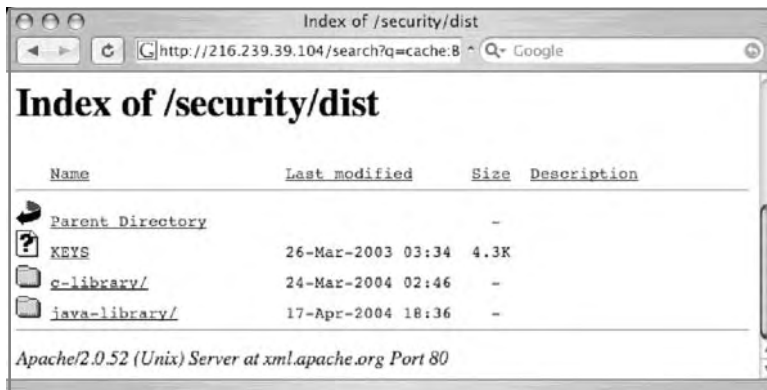 Index of /security/dist
http://216.239.39.104/search?q=cache:B Google
Index of /security/dist
Name Last modified Size Description
Parent Directory -
KEYS 26-Mar-2003 03:34 4.3K
c-library/ 24-Mar-2004 02:46 -
java-library/ 17-Apr-2004 18:36 -
Apache/2.0.52 (Unix) Server at xml.apache.org Port 80